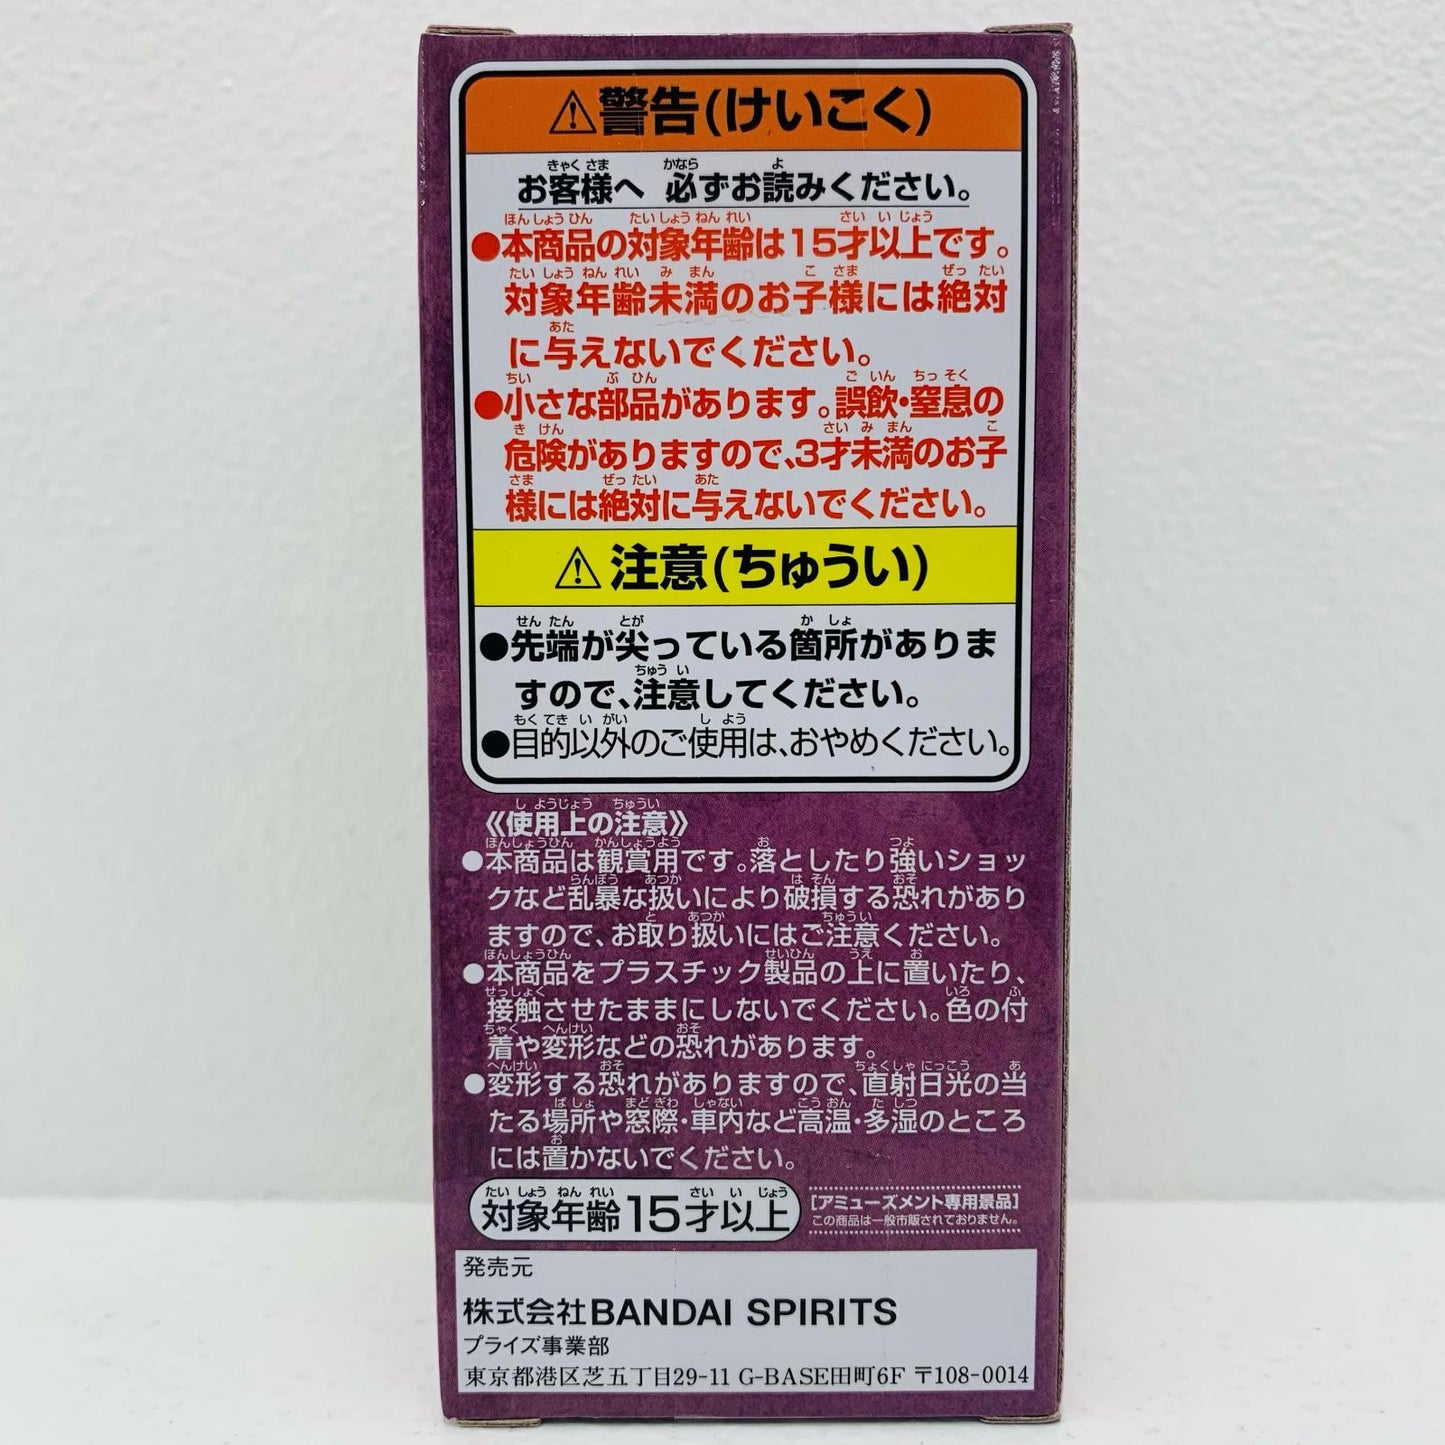 ⚠警告(けいこく)
お客様へ 必ずお読みください。
●本商品の対象年齢は15才以上です。
対象年齢未満のお子様には絶対
に与えないでください。
●小さな部品があります。誤飲・窒息の
危険がありますので、3才未満のお子
様には絶対に与えないでください。
⚠注意(ちゅうい)
●先端が尖っている箇所がありま
すので、注意してください。
●目的以外のご使用は、おやめください。
《使用上の注意》
●本商品は観賞用です。落としたり強いショッ
クなど乱暴な扱いにより破損する恐れがあり
ますので、お取り扱いにはご注意ください。
●本商品をプラスチック製品の上に置いたり、
接触させたままにしないでください。色の付
着や変形などの恐れがあります。
●変形する恐れがありますので、直射日光の当
たる場所や窓際・車内など高温・多湿のところ
には置かないでください。
対象年齢15才以上
[アミューズメント専用景品]
この商品は一般市販されておりません。
発売元
株式会社BANDAI SPIRITS
プライズ事業部
東京都港区芝五丁目29-11 G-BASE田町6F 〒108-0014